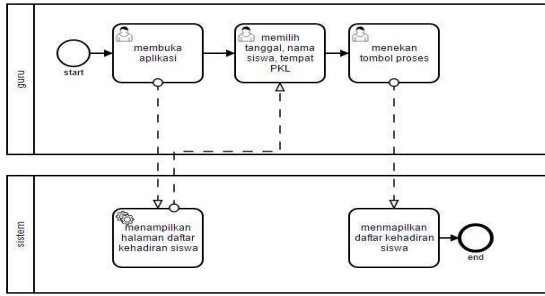 guru
start
membuka
aplikasi
memilih
tanggal, nama
siswa, tempat
PKL
menekan
tombol proses
sistem
menampilkan
halaman daftar
kehadiran siswa
menmapilkan
daftar kehadiran
siswa
end